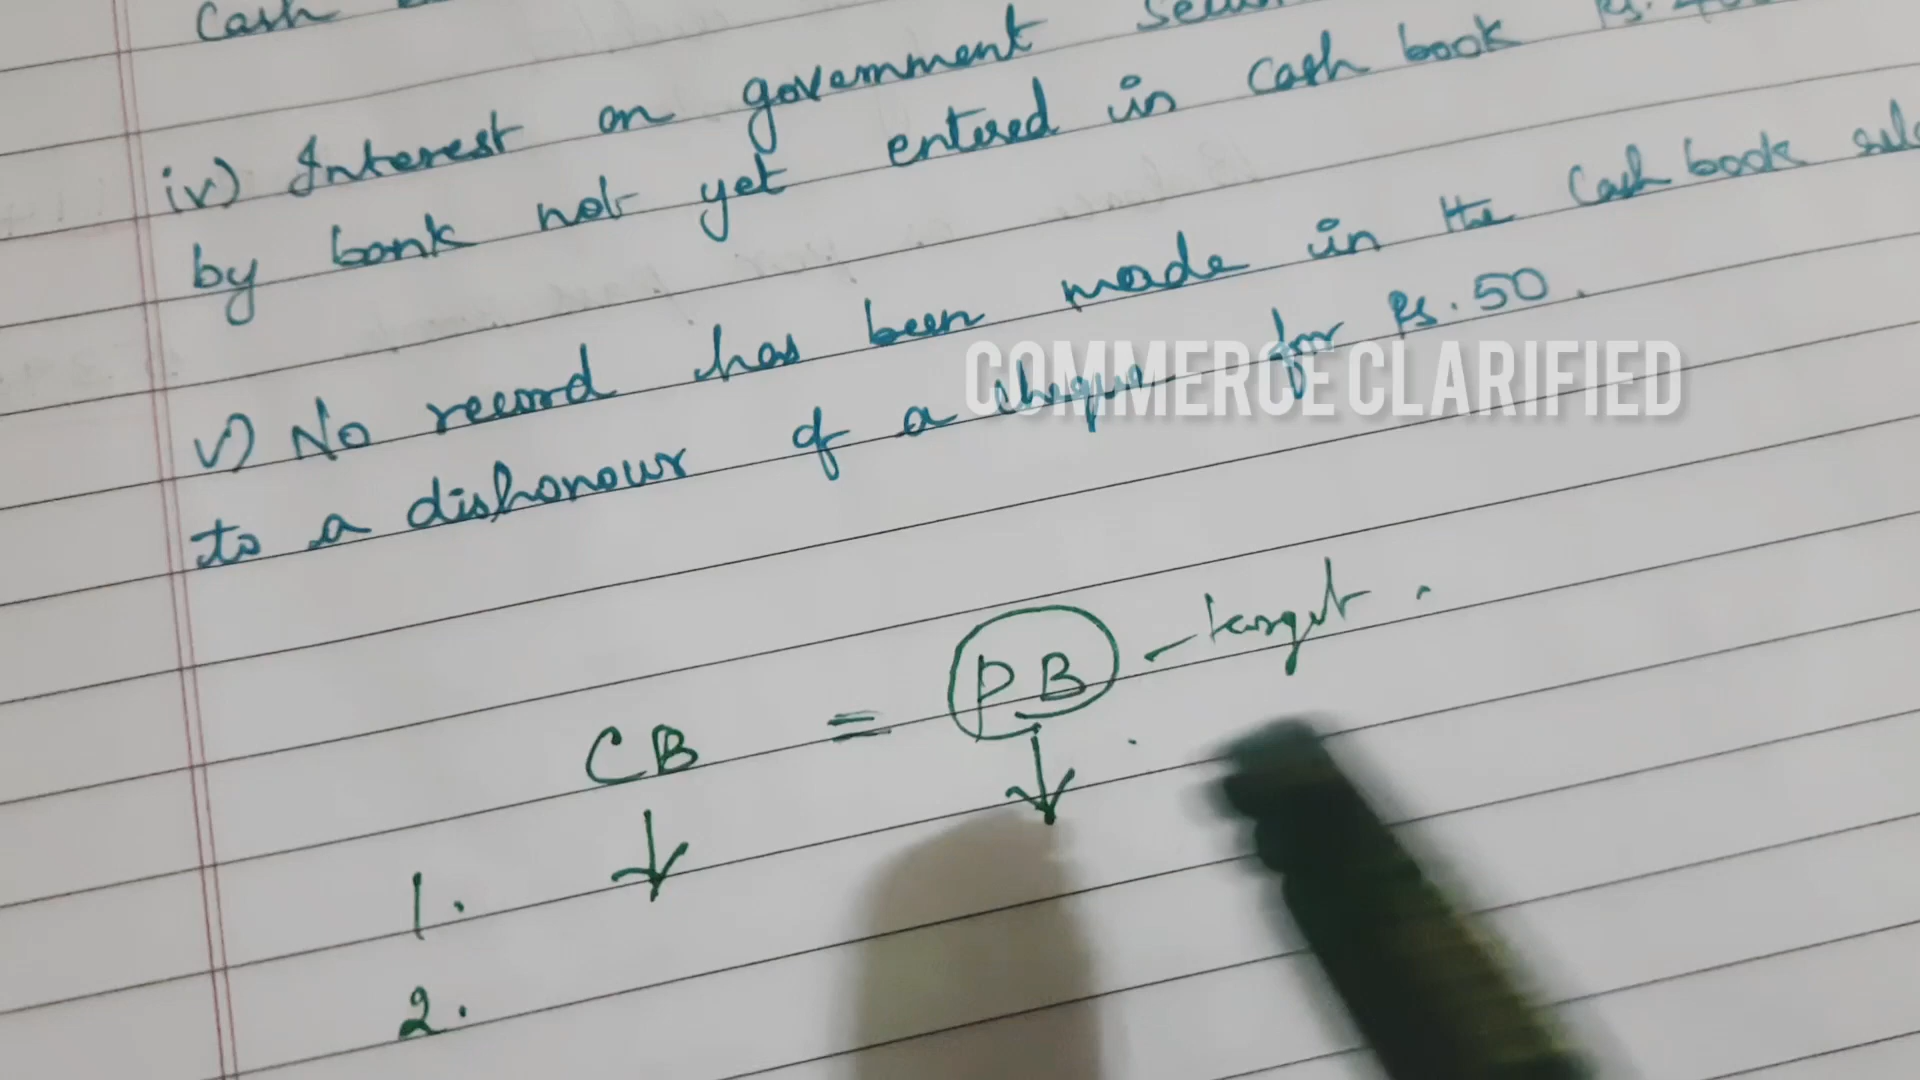 Cash
iv) Interest on government
by bank not yet entered in cash book Rs.
v) No record has been made in the Cash book
to a dishonour of a cheque for Rs. 50.
COMMERCE CLARIFIED
CB = PB - target.
1.
2.